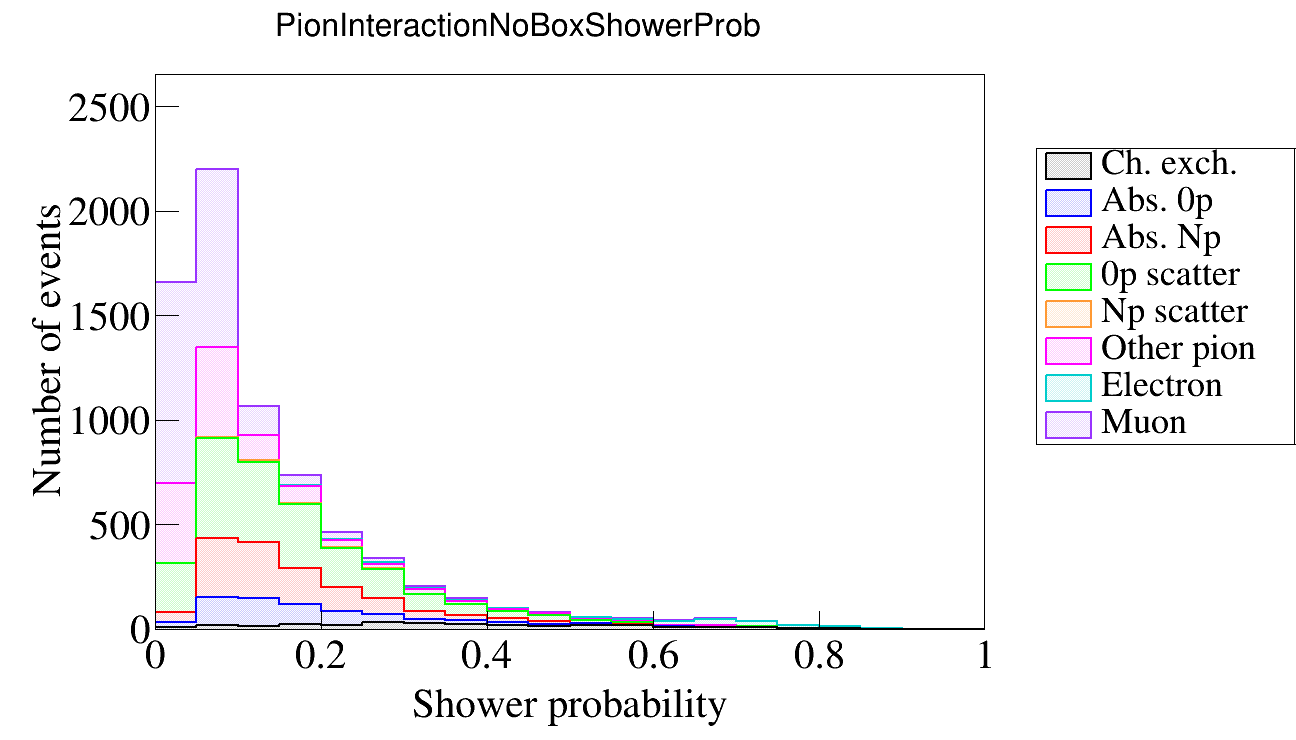 PionInteractionNoBoxShowerProb
2500
2000
1500
1000
500
0
Number of events
0
0.2
0.4
0.6
0.8
1
Shower probability
Ch. exch.
Abs. 0p
Abs. Np
0p scatter
Np scatter
Other pion
Electron
Muon